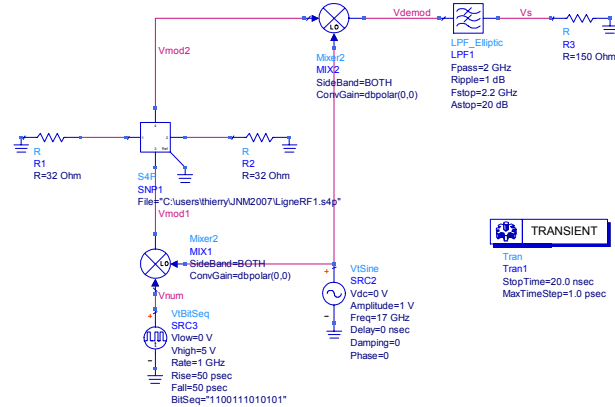 Vmod2
LO
Vdemod
Vs
R
R3
R=150 Ohm
LPF_Elliptic
LPF1
Fpass=2 GHz
Ripple=1 dB
Fstop=2.2 GHz
Astop=20 dB
Mixer2
MIX2
SideBand=BOTH
ConvGain=dbpolar(0,0)
R
R1
R=32 Ohm
4
1
2
3
Ref
R
R2
R=32 Ohm
S4P
SNP1
File="C:\users\thierry\JNM2007\LigneRF1.s4p"
Vmod1
Mixer2
MIX1
SideBand=BOTH
ConvGain=dbpolar(0,0)
LO
Vnum
VtBitSeq
SRC3
Vlow=0 V
Vhigh=5 V
Rate=1 GHz
Rise=50 psec
Fall=50 psec
BitSeq="1100111010101"
VtSine
SRC2
Vdc=0 V
Amplitude=1 V
Freq=17 GHz
Delay=0 nsec
Damping=0
Phase=0
TRANSIENT
Tran
Tran1
StopTime=20.0 nsec
MaxTimeStep=1.0 psec